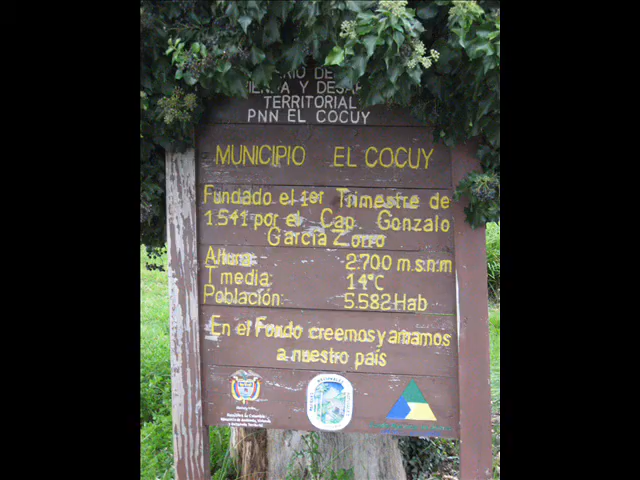 TERRITORIAL
PNN EL COCUY
MUNICIPIO EL COCUY
Fundado el 1er Trimestre de
1.541 por el Cap Gonzalo
García Zorro
Altura: 2.700 m.s.n.m
T media: 14°C
Población: 5.582 Hab
En el Fondo creemos y amamos
a nuestro país